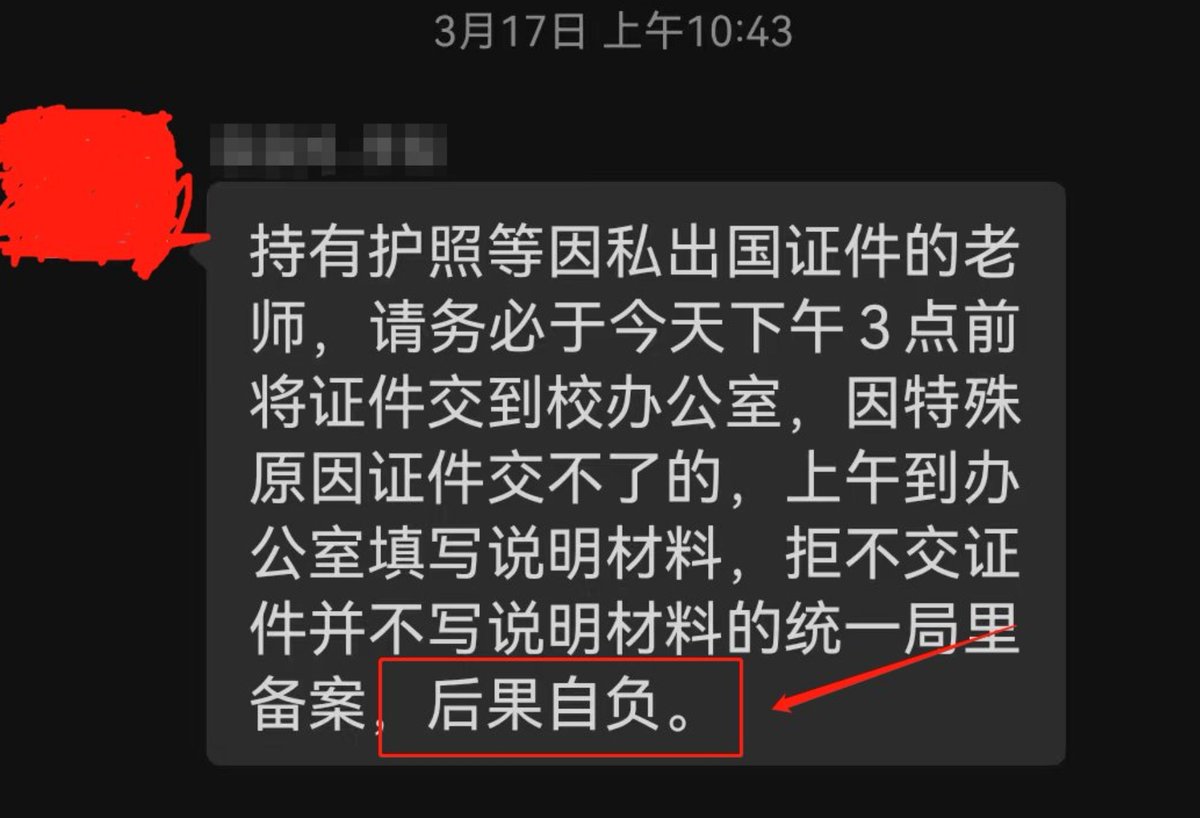 3月17日 上午10:43
持有护照等因私出国证件的老
师，请务必于今天下午3点前
将证件交到校办公室，因特殊
原因证件交不了的，上午到办
公室填写说明材料，拒不交证
件并不写说明材料的统一局里
备案，后果自负。